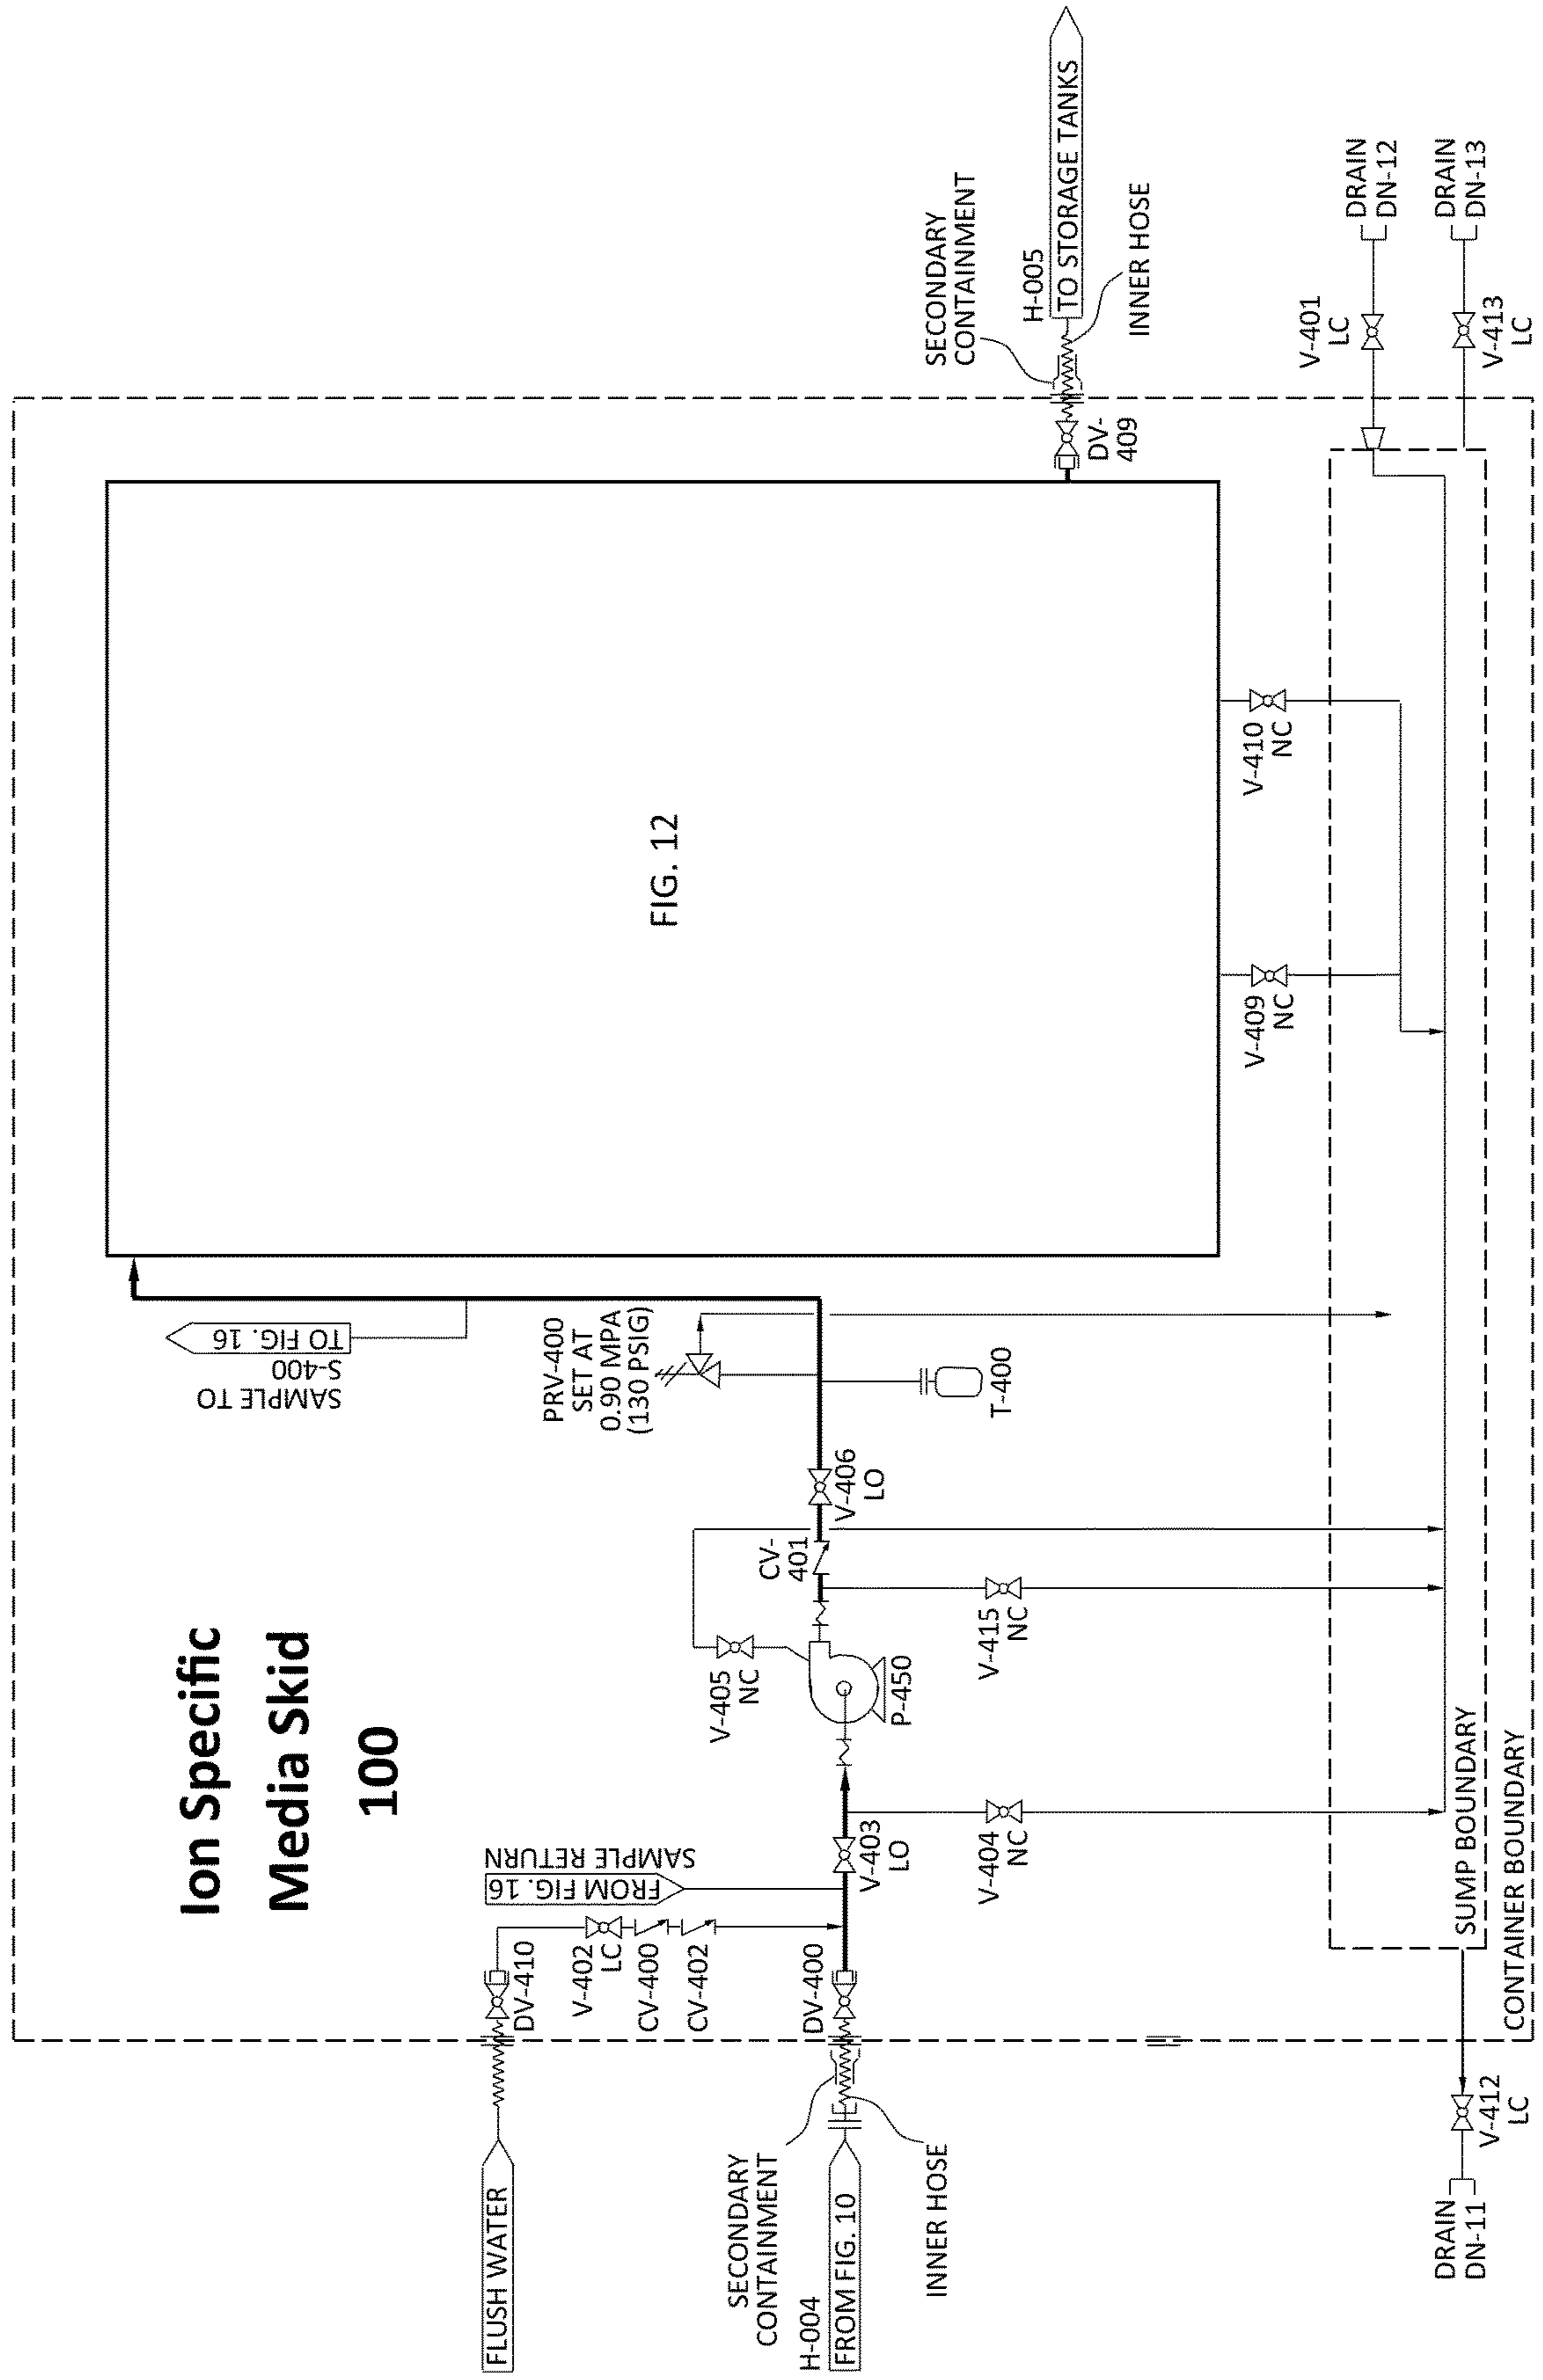 Ion Specific
Media Skid
100
FLUSH WATER
DV-410
V-402
LC
CV-400
CV-402
FROM FIG. 16
SAMPLE RETURN
SECONDARY
CONTAINMENT
H-004
FROM FIG. 10
INNER HOSE
DV-400
V-403
LO
V-404
NC
V-405
NC
P-450
V-415
NC
CV-
401
V-406
LO
PRV-400
SET AT
0.90 MPA
(130 PSIG)
T-400
SAMPLE TO
S-400
TO FIG. 16
FIG. 12
V-409
NC
V-410
NC
DV-
409
SECONDARY
CONTAINMENT
H-005
TO STORAGE TANKS
INNER HOSE
V-401
LC
DRAIN
DN-12
V-413
LC
DRAIN
DN-13
SUMP BOUNDARY
CONTAINER BOUNDARY
V-412
LC
DRAIN
DN-11